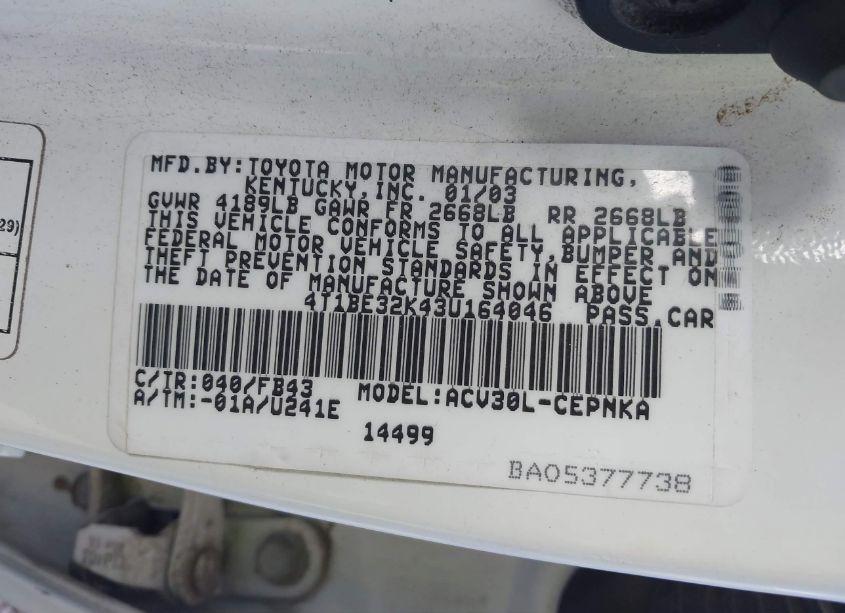 MFD.BY:TOYOTA MOTOR MANUFACTURING,
KENTUCKY,INC. 01/03
GVWR 4189LB GAWR FR 2668LB RR 2668LB
THIS VEHICLE CONFORMS TO ALL APPLICABLE
FEDERAL MOTOR VEHICLE SAFETY,BUMPER AND
THEFT PREVENTION STANDARDS IN EFFECT ON
THE DATE OF MANUFACTURE SHOWN ABOVE
4T1BE32K43U164046 PASS.CAR
C/TR:040/FB43 MODEL:ACV30L-CEPNKA
A/TM:-01A/U241E
14499
BA05377738
29)